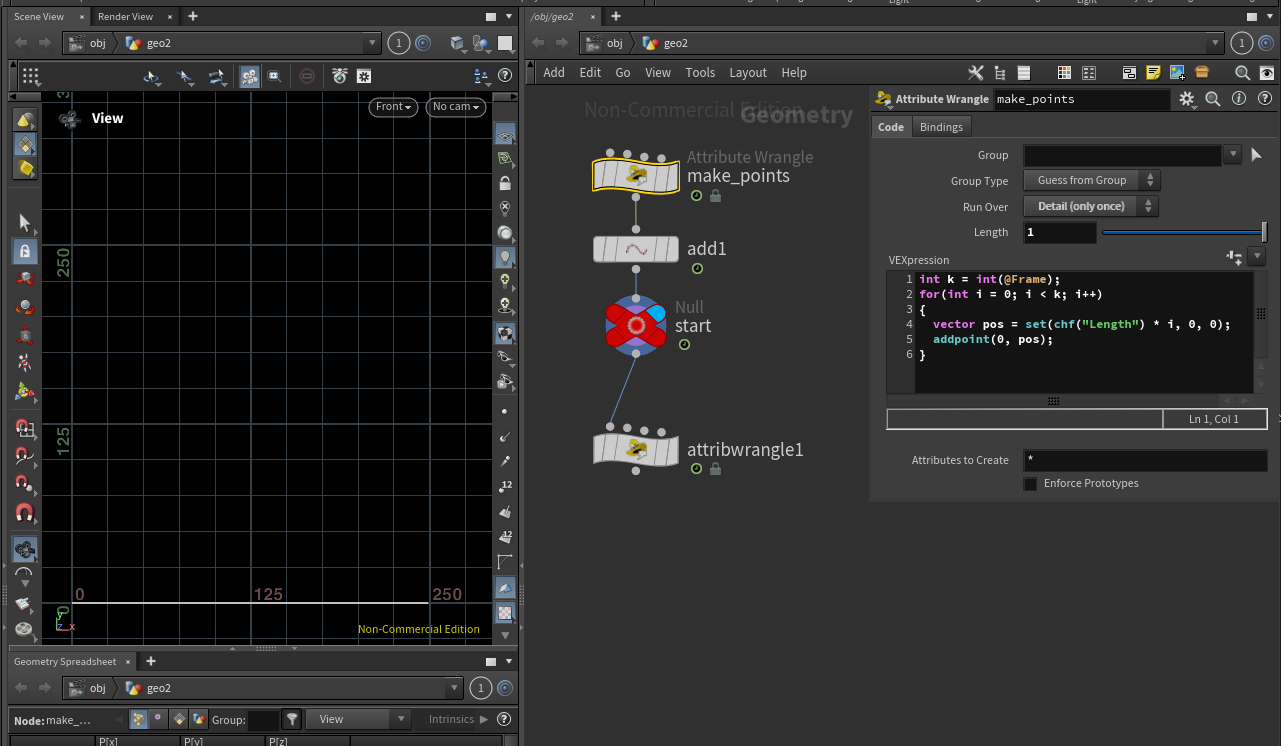 Scene View × Render View × +
obj geo2 1
Front No cam
View
250
125
0 125 250
0
y z x
Non-Commercial Edition
12
12
Geometry Spreadsheet × +
obj geo2 1
Node: make_... Group: View Intrinsics
P[x] P[y] P[z]
Light Light
/obj/geo2 × +
obj geo2 1
Add Edit Go View Tools Layout Help
Non-Commercial Edition
Geometry
Attribute Wrangle
make_points
add1
Null
start
attribwrangle1
Attribute Wrangle make_points
Code Bindings
Group
Group Type Guess from Group
Run Over Detail (only once)
Length 1
VEXpression
1 int k = int(@Frame);
2 for(int i = 0; i < k; i++)
3 {
4 vector pos = set(chf("Length") * i, 0, 0);
5 addpoint(0, pos);
6 }
Ln 1, Col 1
Attributes to Create *
Enforce Prototypes